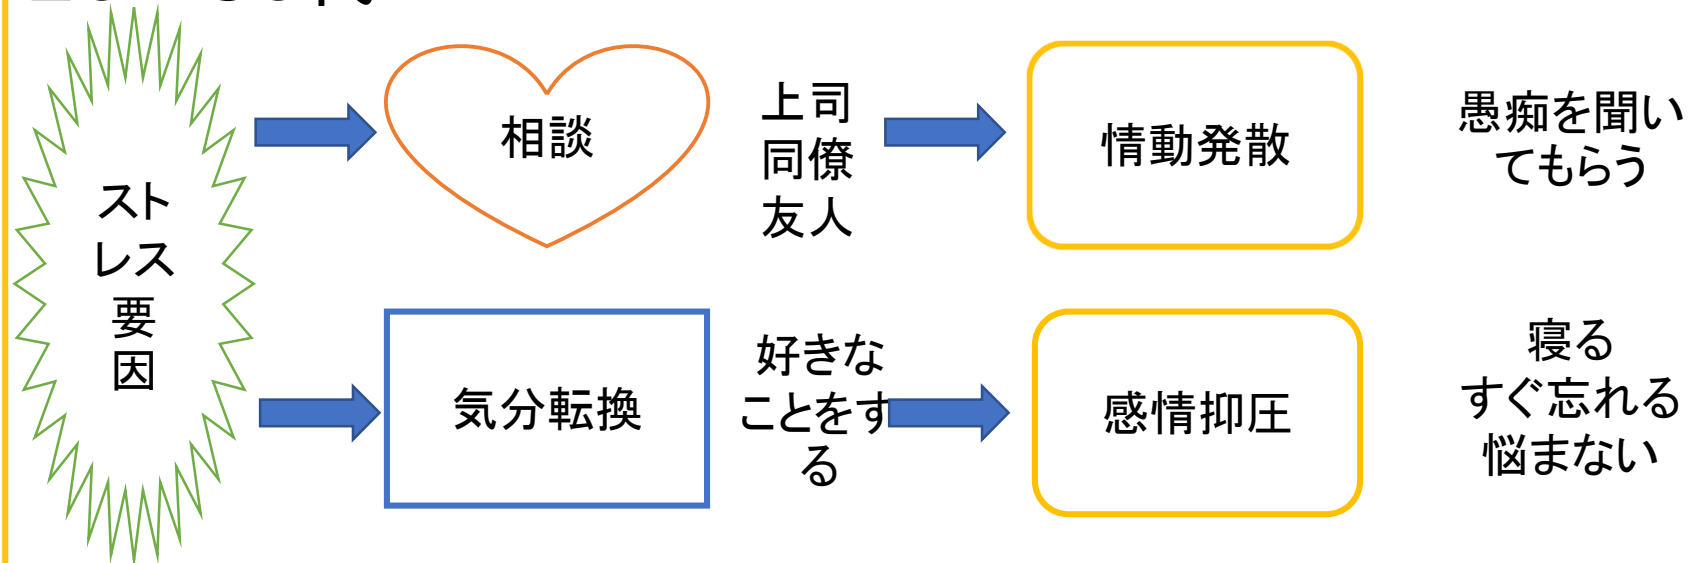 スト
レス
要
因
相談
上司
同僚
友人
情動発散
愚痴を聞い
てもらう
気分転換
好きな
ことをす
る
感情抑圧
寝る
すぐ忘れる
悩まない